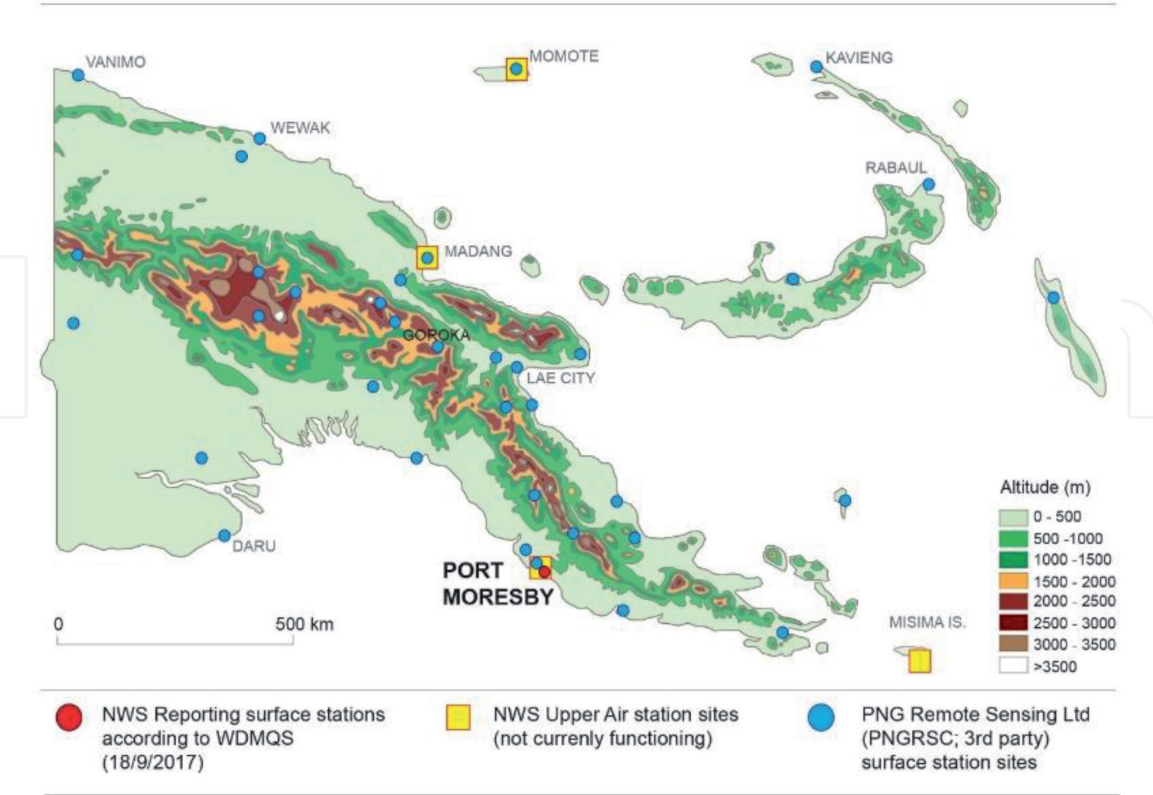 VANIMO
MOMOTE
KAVIENG
WEWAK
RABAUL
MADANG
GOROKA
LAE CITY
DARU
PORT
MORESBY
MISIMA IS.
0 500 km
Altitude (m)
0 - 500
500 -1000
1000 -1500
1500 - 2000
2000 - 2500
2500 - 3000
3000 - 3500
>3500
NWS Reporting surface stations
according to WDMQS
(18/9/2017)
NWS Upper Air station sites
(not currenly functioning)
PNG Remote Sensing Ltd
(PNGRSC; 3rd party)
surface station sites